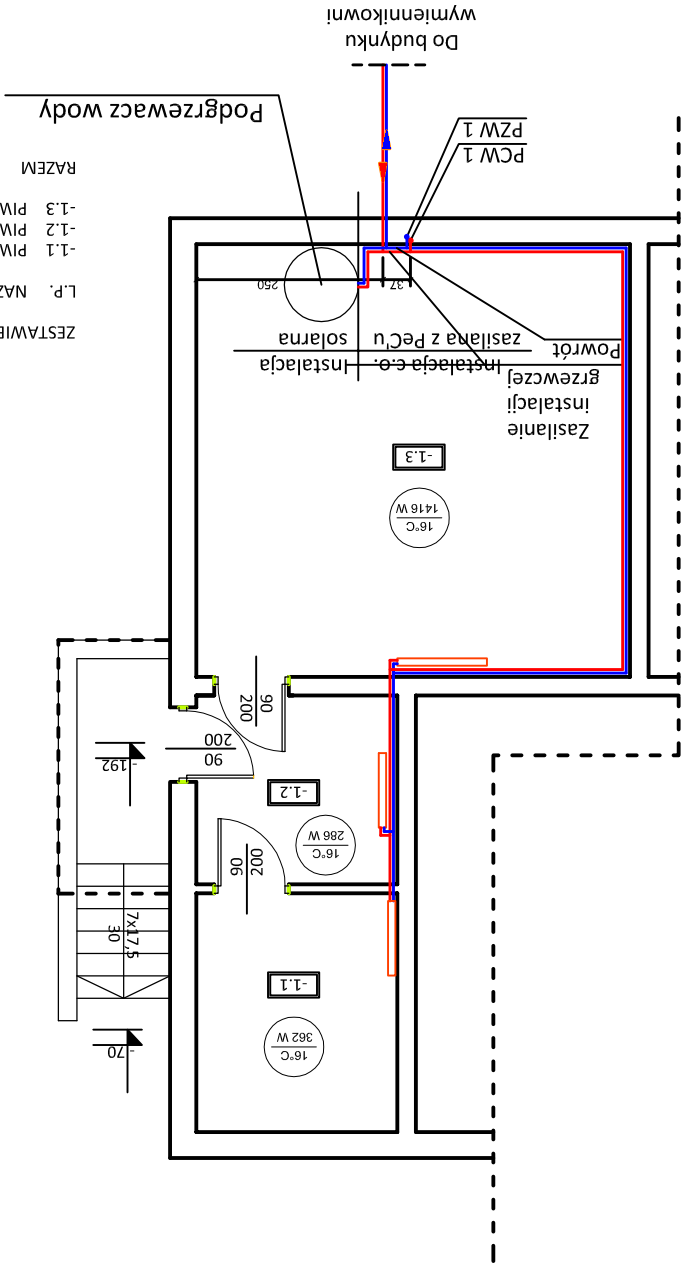 ZESTAWIE
L.P. NAZ
-1.1 PIW
-1.2 PIW
-1.3 PIW
RAZEM
-70
16°C
362 W
-1.1
7x17,5
30
90
200
16°C
286 W
-1.2
-192
90
200
90
200
16°C
1416 W
-1.3
Zasilanie
instalacji
grzewczej
Powrót
Instalacja c.o.
zasilana z PeC'u
Instalacja
solarna
37
250
PCW 1
PZW 1
Podgrzewacz wody
Do budynku
wymiennikowni